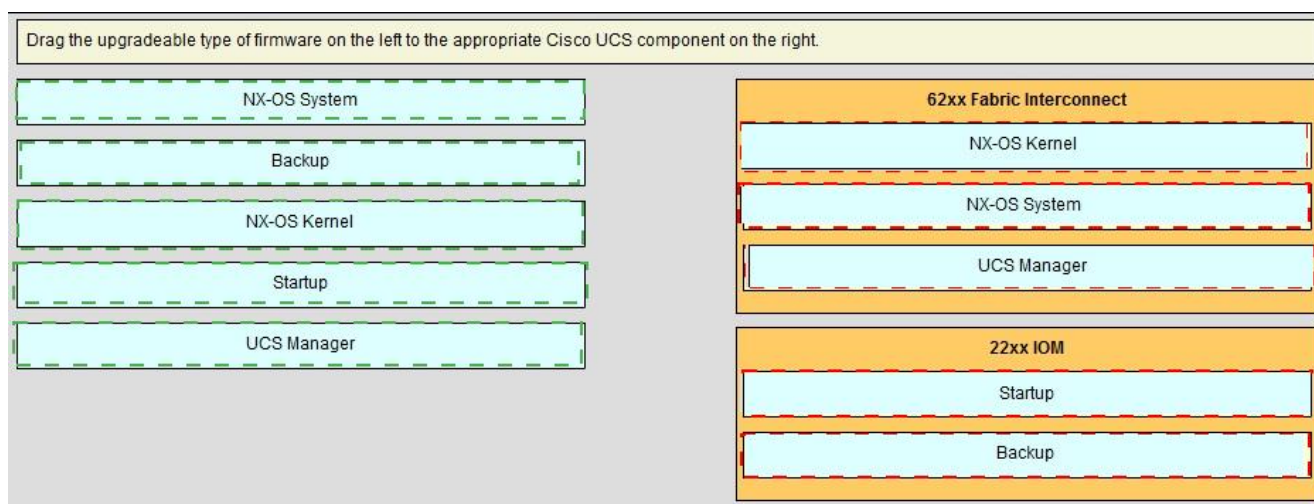 Drag the upgradeable type of firmware on the left to the appropriate Cisco UCS component on the right.
NX-OS System
Backup
NX-OS Kernel
Startup
UCS Manager
62xx Fabric Interconnect
NX-OS Kernel
NX-OS System
UCS Manager
22xx IOM
Startup
Backup